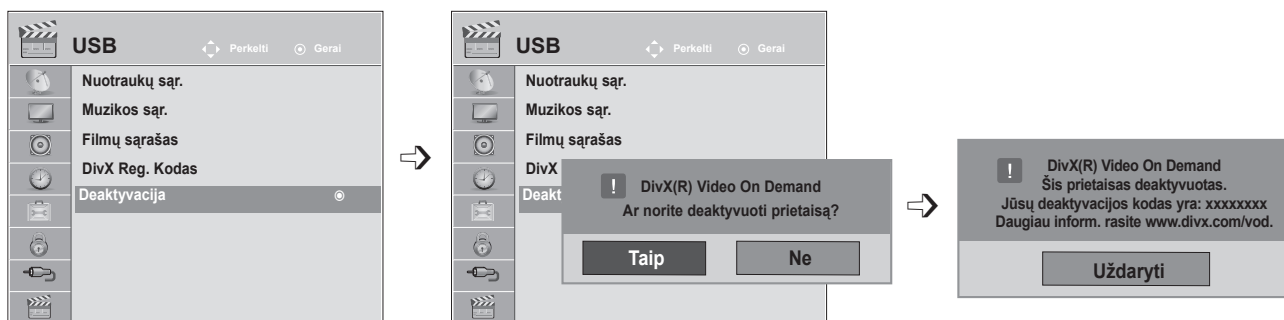 USB Perkelti Gerai
Nuotraukų sąr.
Muzikos sąr.
Filmų sąrašas
DivX Reg. Kodas
Deaktyvacija
USB Perkelti Gerai
Nuotraukų sąr.
Muzikos sąr.
Filmų sąrašas
DivX
Deakt
! DivX(R) Video On Demand
Ar norite deaktyvuoti prietaisą?
Taip Ne
! DivX(R) Video On Demand
Šis prietaisas deaktyvuotas.
Jūsų deaktyvacijos kodas yra: xxxxxxxx
Daugiau inform. rasite www.divx.com/vod.
Uždaryti